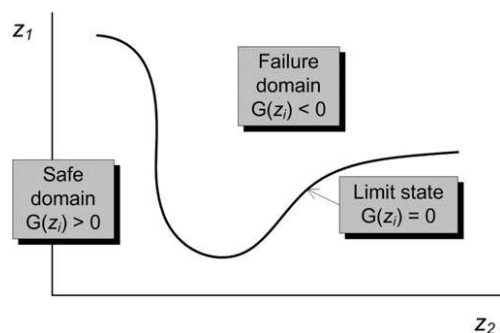 z1
Failure
domain
G(zi) < 0
Safe
domain
G(zi) > 0
Limit state
G(zi) = 0
z2